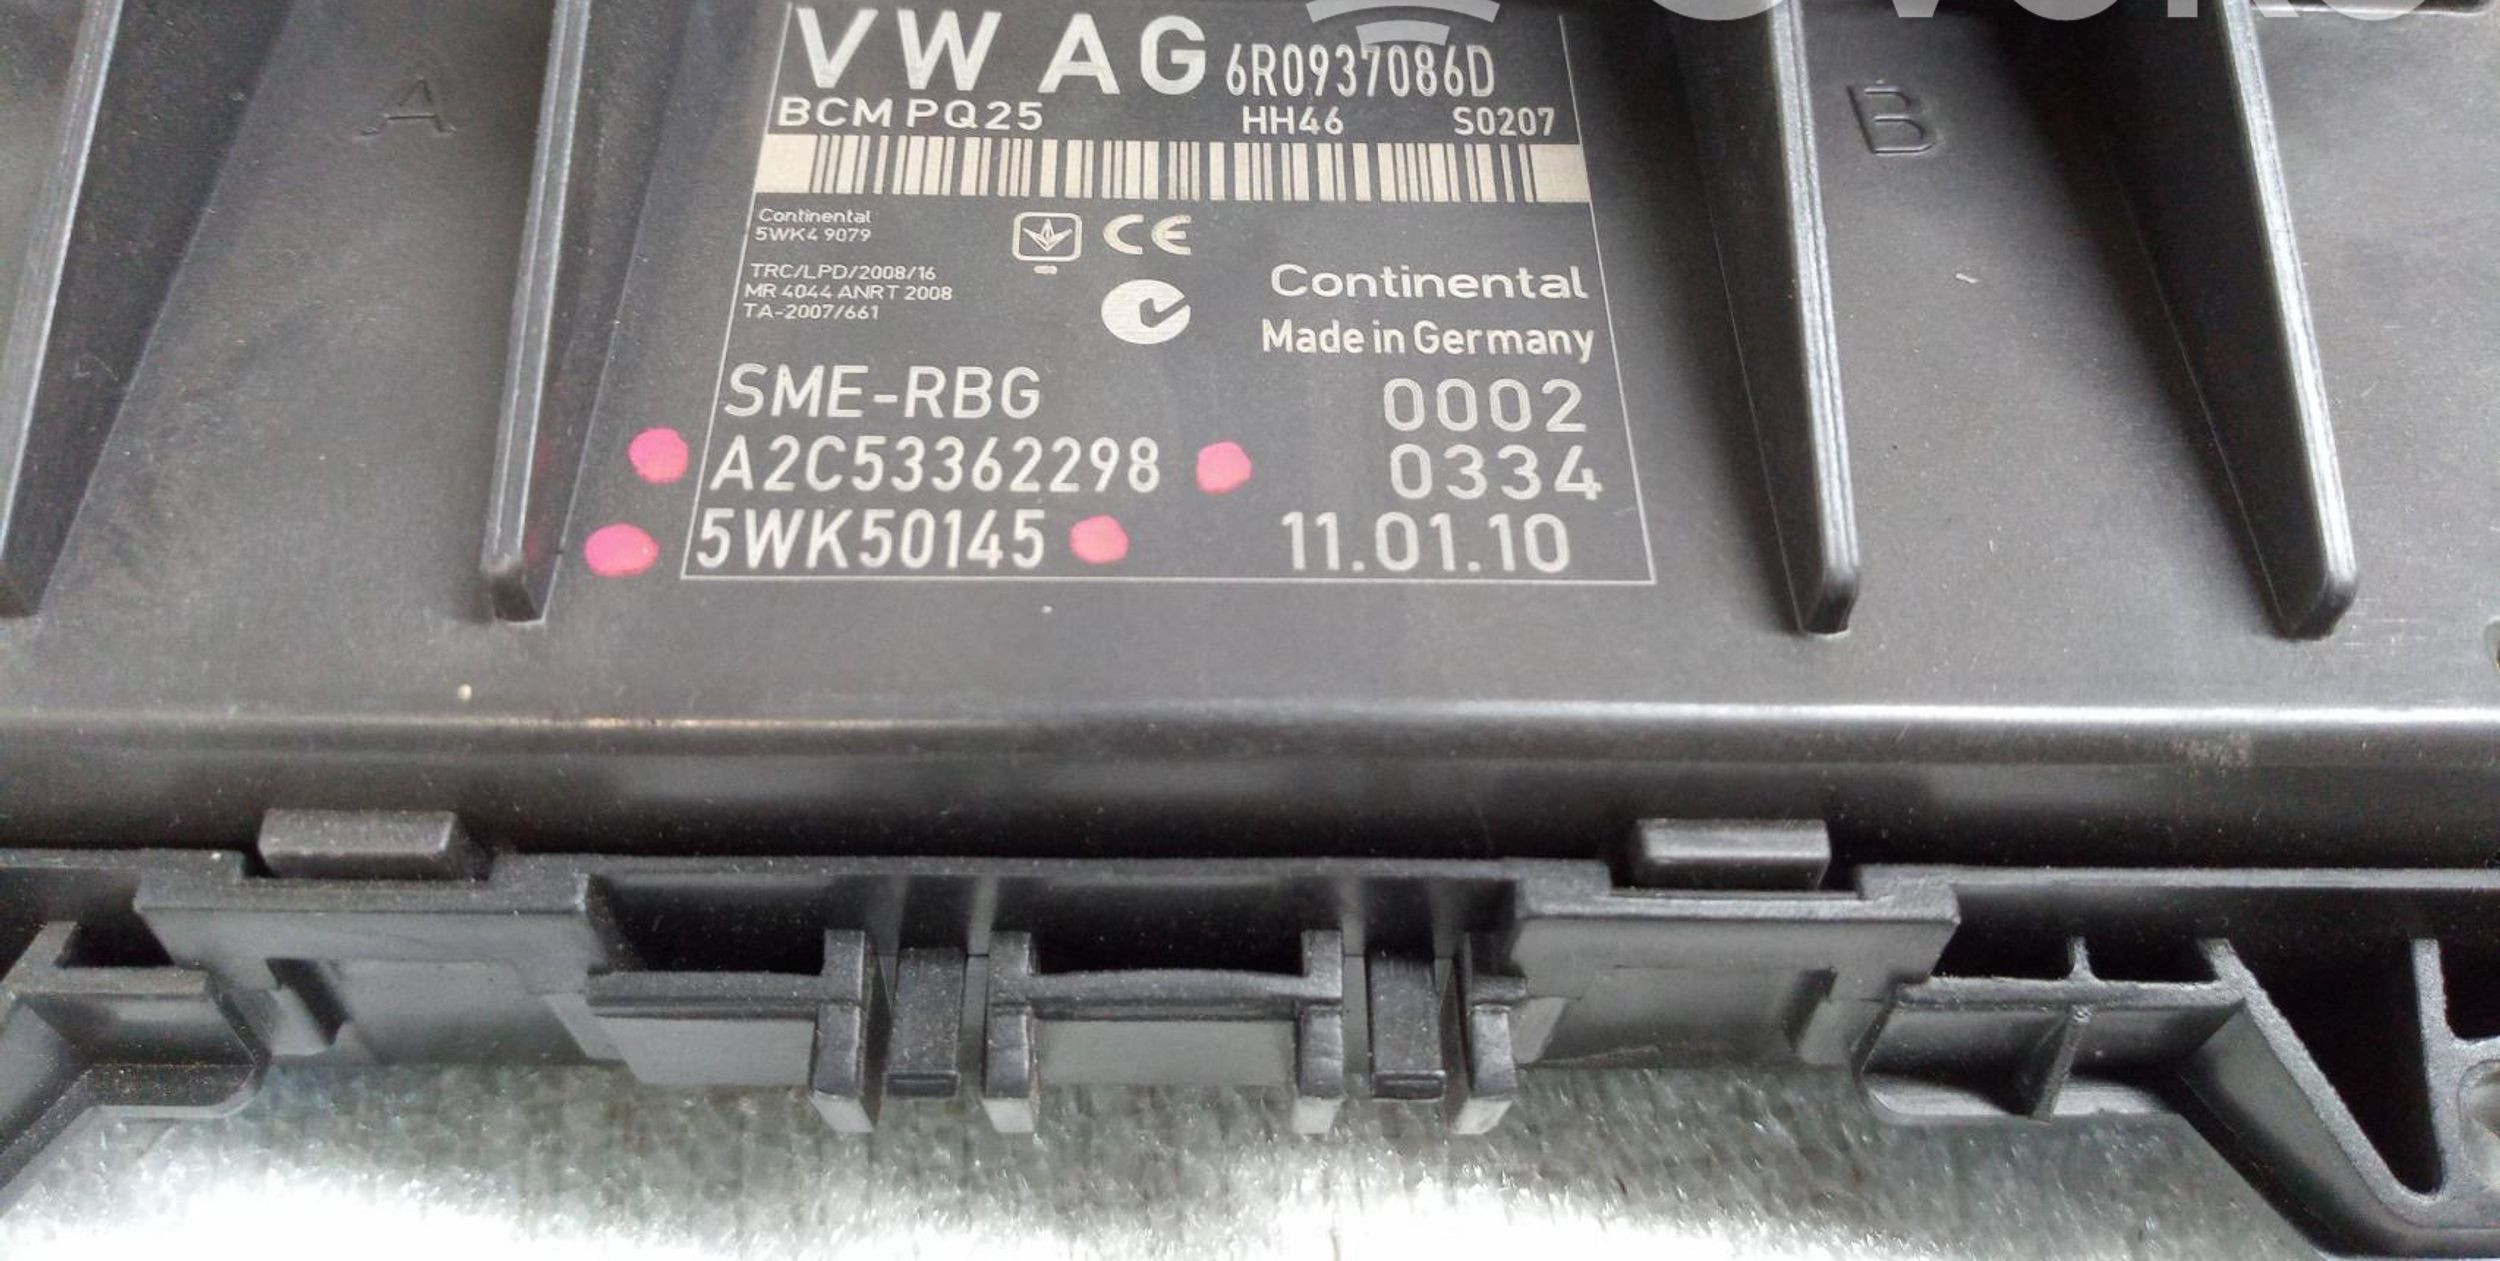 VW AG 6R0937086D
BCM PQ25 HH46 S0207
A
B
Continental
5WK4 9079
CE
TRC/LPD/2008/16
MR 4044 ANRT 2008
TA-2007/661
Continental
Made in Germany
SME-RBG 0002
A2C53362298 0334
5WK50145 11.01.10